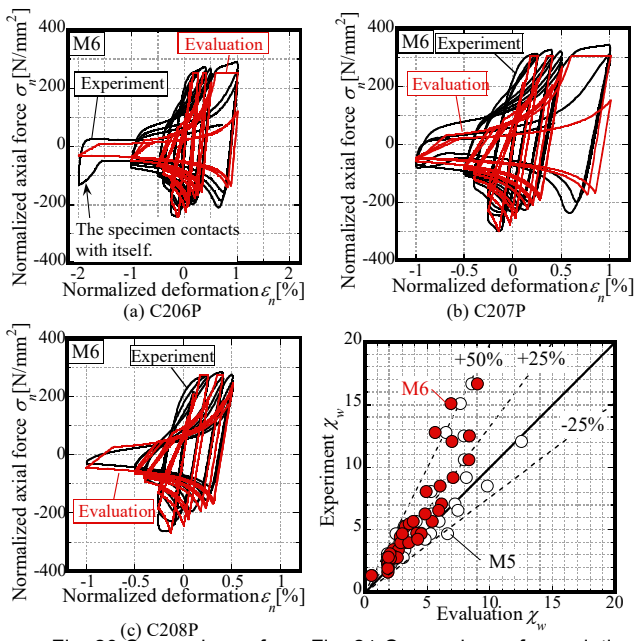 400
M6
Evaluation
200
Experiment
0
-200
The specimen contacts
with itself.
-400
-2 -1 0 1 2
Normalized axial force σn[N/mm²]
Normalized deformation εn[%]
(a) C206P
400
M6
Experiment
200
Evaluation
0
-200
-400
-1 -0.5 0 0.5 1
Normalized axial force σn[N/mm²]
Normalized deformation εn[%]
(b) C207P
400
M6
Experiment
200
0
Evaluation
-200
-400
-1 -0.5 0 0.5 1
Normalized axial force σn[N/mm²]
Normalized deformation εn[%]
(c) C208P
20
+50% +25%
M6
15
-25%
10
5
M5
0 5 10 15 20
Experiment χw
Evaluation χw